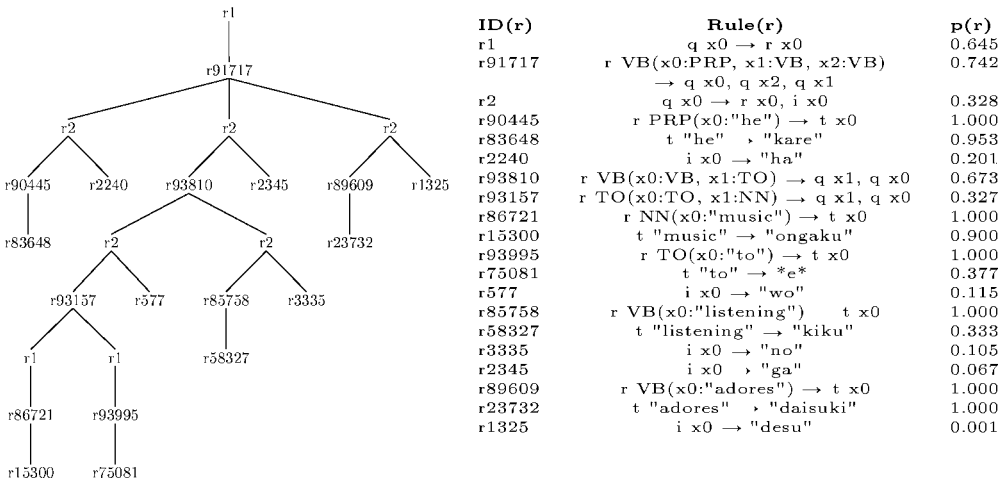 r1
r91717
r2 r2 r2
r90445 r2240 r93810 r2345 r89609 r1325
r83648 r2 r2 r23732
r93157 r577 r85758 r3335
r1 r1 r58327
r86721 r93995
r15300 r75081
ID(r) Rule(r) p(r)
r1 q x0 → r x0 0.645
r91717 r VB(x0:PRP, x1:VB, x2:VB) 0.742
→ q x0, q x2, q x1
r2 q x0 → r x0, i x0 0.328
r90445 r PRP(x0:"he") → t x0 1.000
r83648 t "he" → "kare" 0.953
r2240 i x0 → "ha" 0.201
r93810 r VB(x0:VB, x1:TO) → q x1, q x0 0.673
r93157 r TO(x0:TO, x1:NN) → q x1, q x0 0.327
r86721 r NN(x0:"music") → t x0 1.000
r15300 t "music" → "ongaku" 0.900
r93995 r TO(x0:"to") → t x0 1.000
r75081 t "to" → *e* 0.377
r577 i x0 → "wo" 0.115
r85758 r VB(x0:"listening") t x0 1.000
r58327 t "listening" → "kiku" 0.333
r3335 i x0 → "no" 0.105
r2345 i x0 → "ga" 0.067
r89609 r VB(x0:"adores") → t x0 1.000
r23732 t "adores" → "daisuki" 1.000
r1325 i x0 → "desu" 0.001